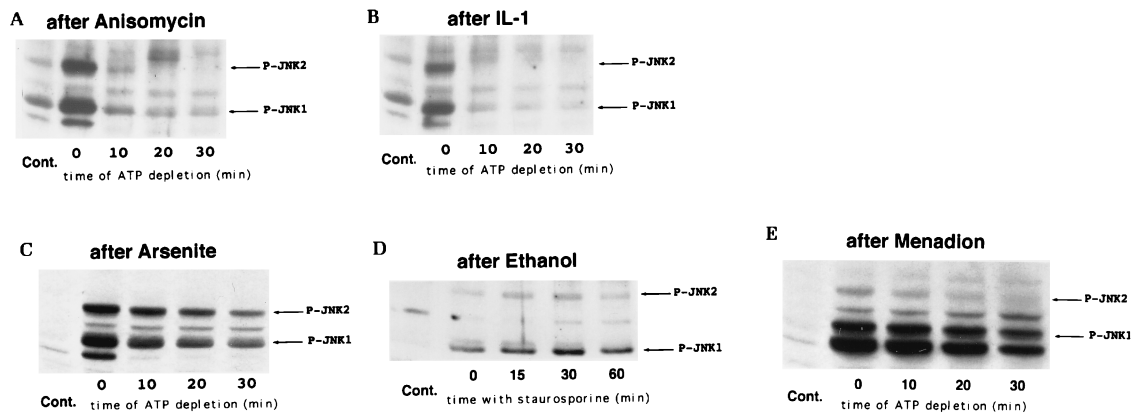 A
after Anisomycin
P-JNK2
P-JNK1
Cont. 0 10 20 30
time of ATP depletion (min)
B
after IL-1
P-JNK2
P-JNK1
Cont. 0 10 20 30
time of ATP depletion (min)
C
after Arsenite
P-JNK2
P-JNK1
Cont. 0 10 20 30
time of ATP depletion (min)
D
after Ethanol
P-JNK2
P-JNK1
Cont. 0 15 30 60
time with staurosporine (min)
E
after Menadion
P-JNK2
P-JNK1
Cont. 0 10 20 30
time of ATP depletion (min)